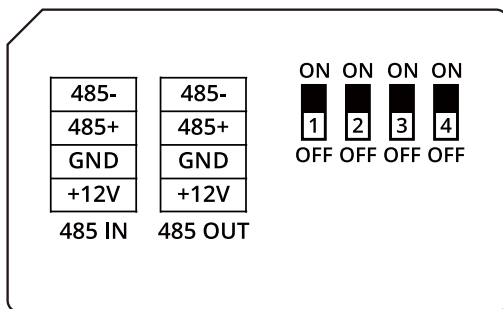 485-
485+
GND
+12V
485 IN
485-
485+
GND
+12V
485 OUT
ON ON ON ON
1 2 3 4
OFF OFF OFF OFF